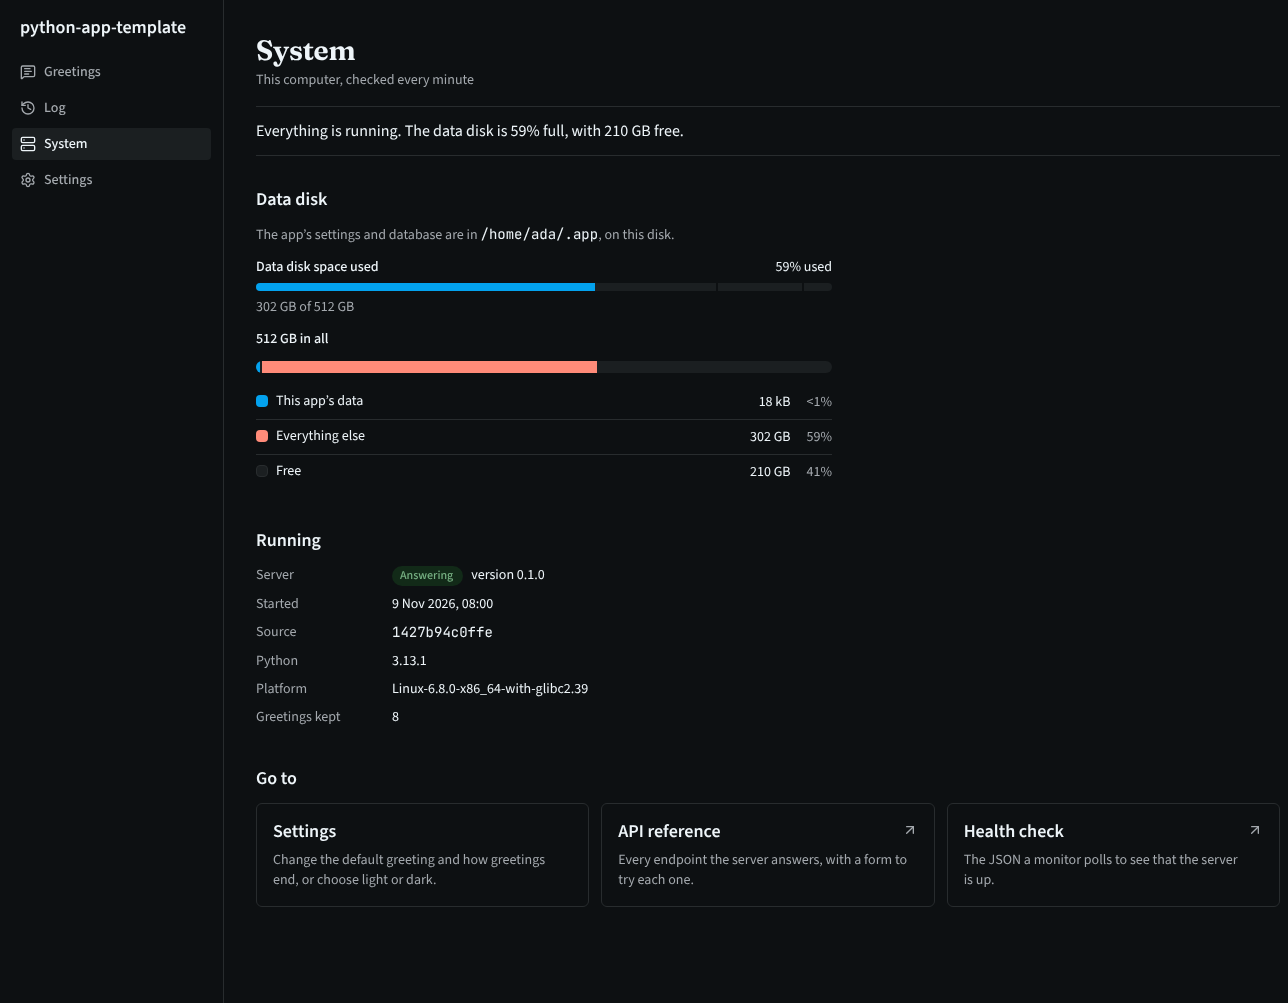 python-app-template
Greetings
Log
System
Settings
System
This computer, checked every minute
Everything is running. The data disk is 59% full, with 210 GB free.
Data disk
The app's settings and database are in /home/ada/.app, on this disk.
Data disk space used 59% used
302 GB of 512 GB
512 GB in all
This app's data 18 kB <1%
Everything else 302 GB 59%
Free 210 GB 41%
Running
Server Answering version 0.1.0
Started 9 Nov 2026, 08:00
Source 1427b94c0ffe
Python 3.13.1
Platform Linux-6.8.0-x86_64-with-glibc2.39
Greetings kept 8
Go to
Settings
Change the default greeting and how greetings
end, or choose light or dark.
API reference
Every endpoint the server answers, with a form to
try each one.
Health check
The JSON a monitor polls to see that the server
is up.